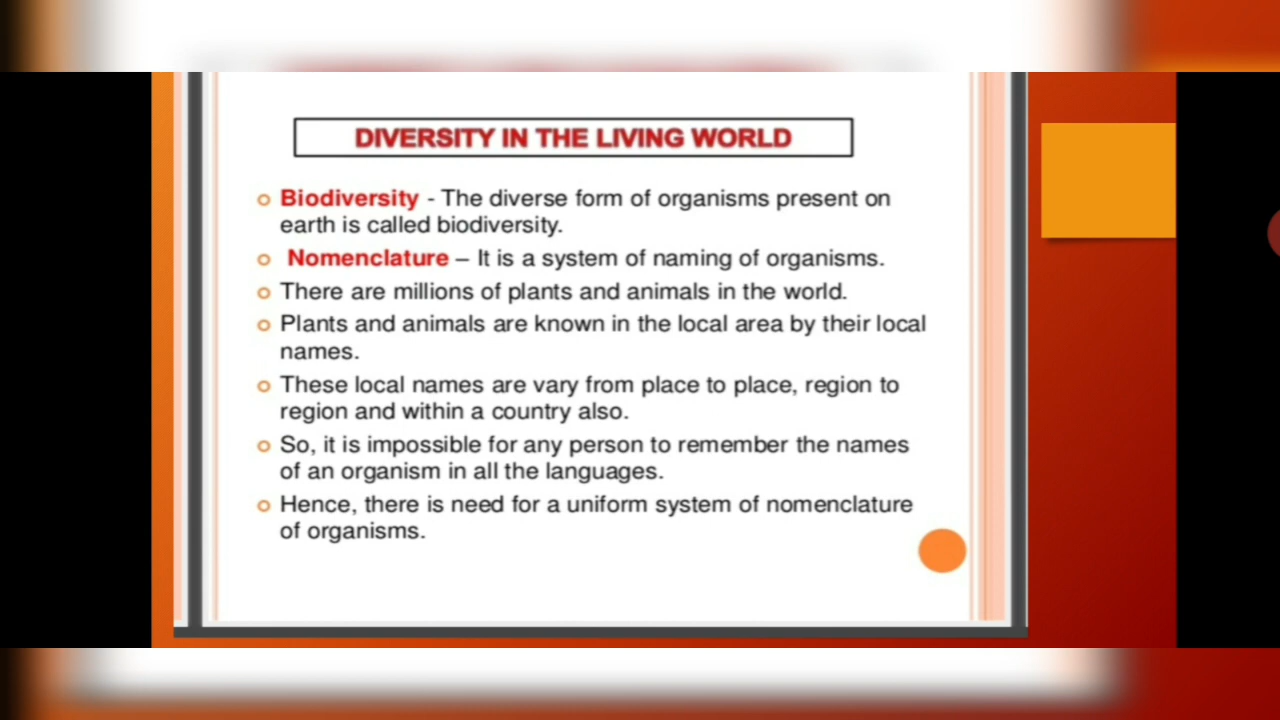 DIVERSITY IN THE LIVING WORLD
Biodiversity - The diverse form of organisms present on
earth is called biodiversity.
Nomenclature – It is a system of naming of organisms.
There are millions of plants and animals in the world.
Plants and animals are known in the local area by their local
names.
These local names are vary from place to place, region to
region and within a country also.
So, it is impossible for any person to remember the names
of an organism in all the languages.
Hence, there is need for a uniform system of nomenclature
of organisms.